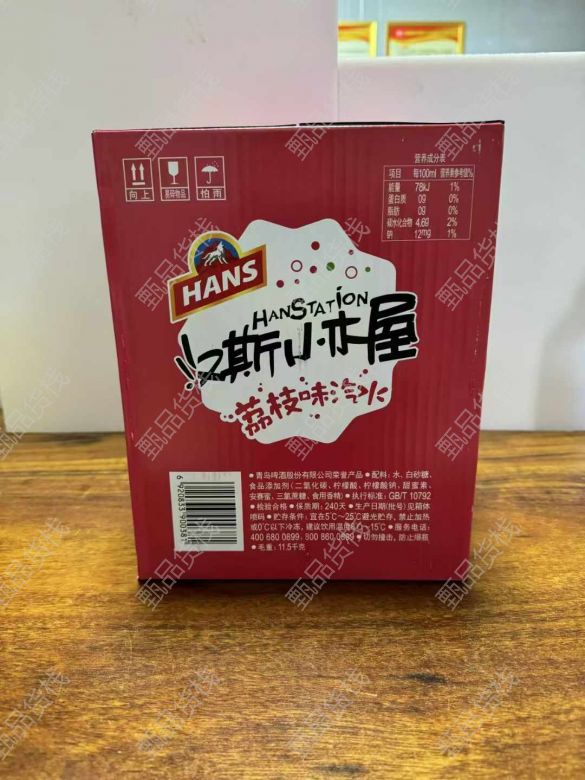 向上
易碎物品
怕雨
营养成分表
项目 每100ml 营养素参考值%
能量 78kJ 1%
蛋白质 0g 0%
脂肪 0g 0%
碳水化合物 4.6g 2%
钠 12mg 1%
HANS
HANSTATION
汉斯小木屋
荔枝味汽水
●青岛啤酒股份有限公司荣誉产品●配料：水、白砂糖、
食品添加剂（二氧化碳、柠檬酸、柠檬酸钠、甜蜜素、
安赛蜜、三氯蔗糖、食用香精）●执行标准：GB/T 10792
●检验合格●保质期：240天●生产日期(批号)见箱体
喷码●贮存条件：宜在5℃~25℃避光贮存，禁止加热
或0℃以下冷冻，建议饮用温度8℃~15℃●服务电话：
400 680 0899、800 860 0899●切勿撞击，防止爆瓶
●毛重：11.5千克
6 920833 900381
甄品货栈